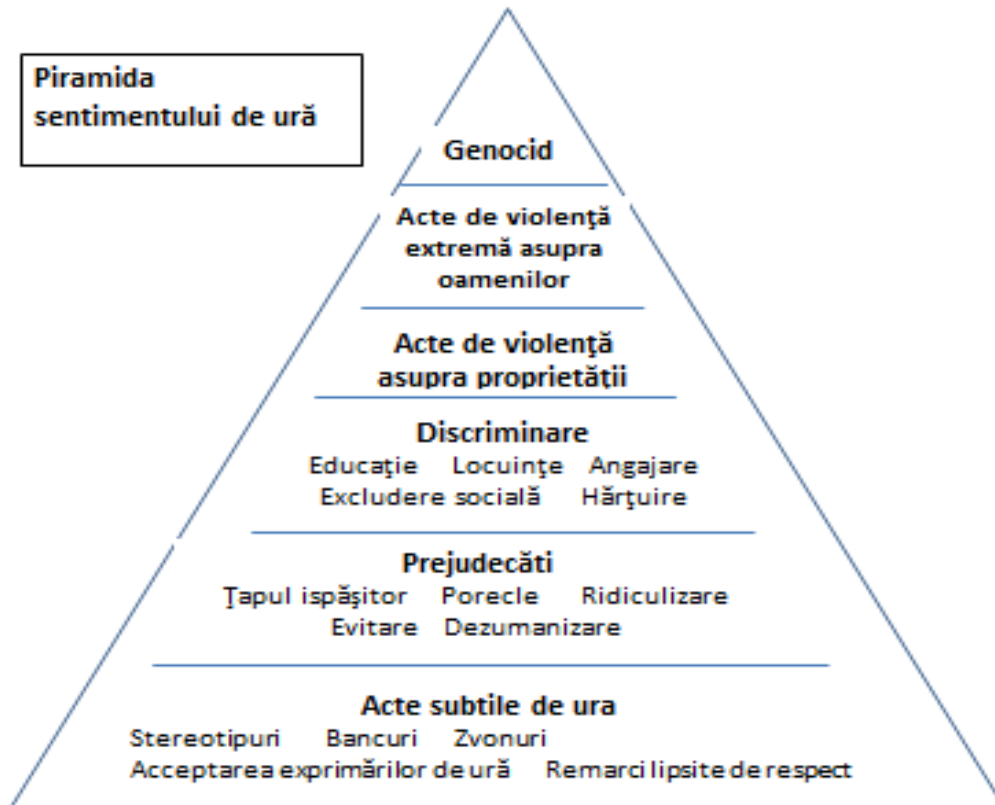 Piramida
sentimentului de ură
Genocid
Acte de violenţă
extremă asupra
oamenilor
Acte de violenţă
asupra proprietății
Discriminare
Educaţie Locuinţe Angajare
Excludere socială Hărţuire
Prejudecăti
Ţapul ispăşitor Porecle Ridiculizare
Evitare Dezumanizare
Acte subtile de ura
Stereotipuri Bancuri Zvonuri
Acceptarea exprimărilor de ură Remarci lipsite de respect